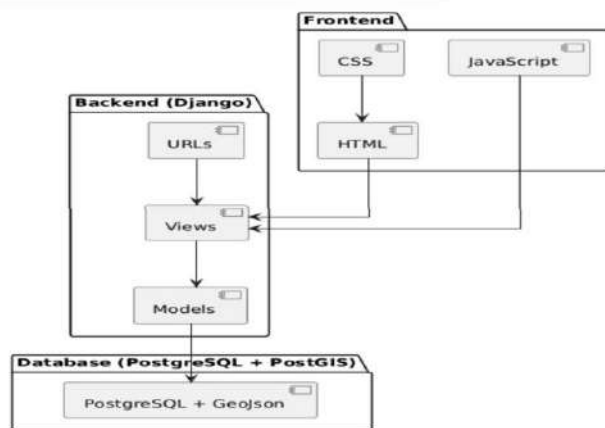 Frontend
CSS
JavaScript
HTML
Backend (Django)
URLs
Views
Models
Database (PostgreSQL + PostGIS)
PostgreSQL + GeoJson